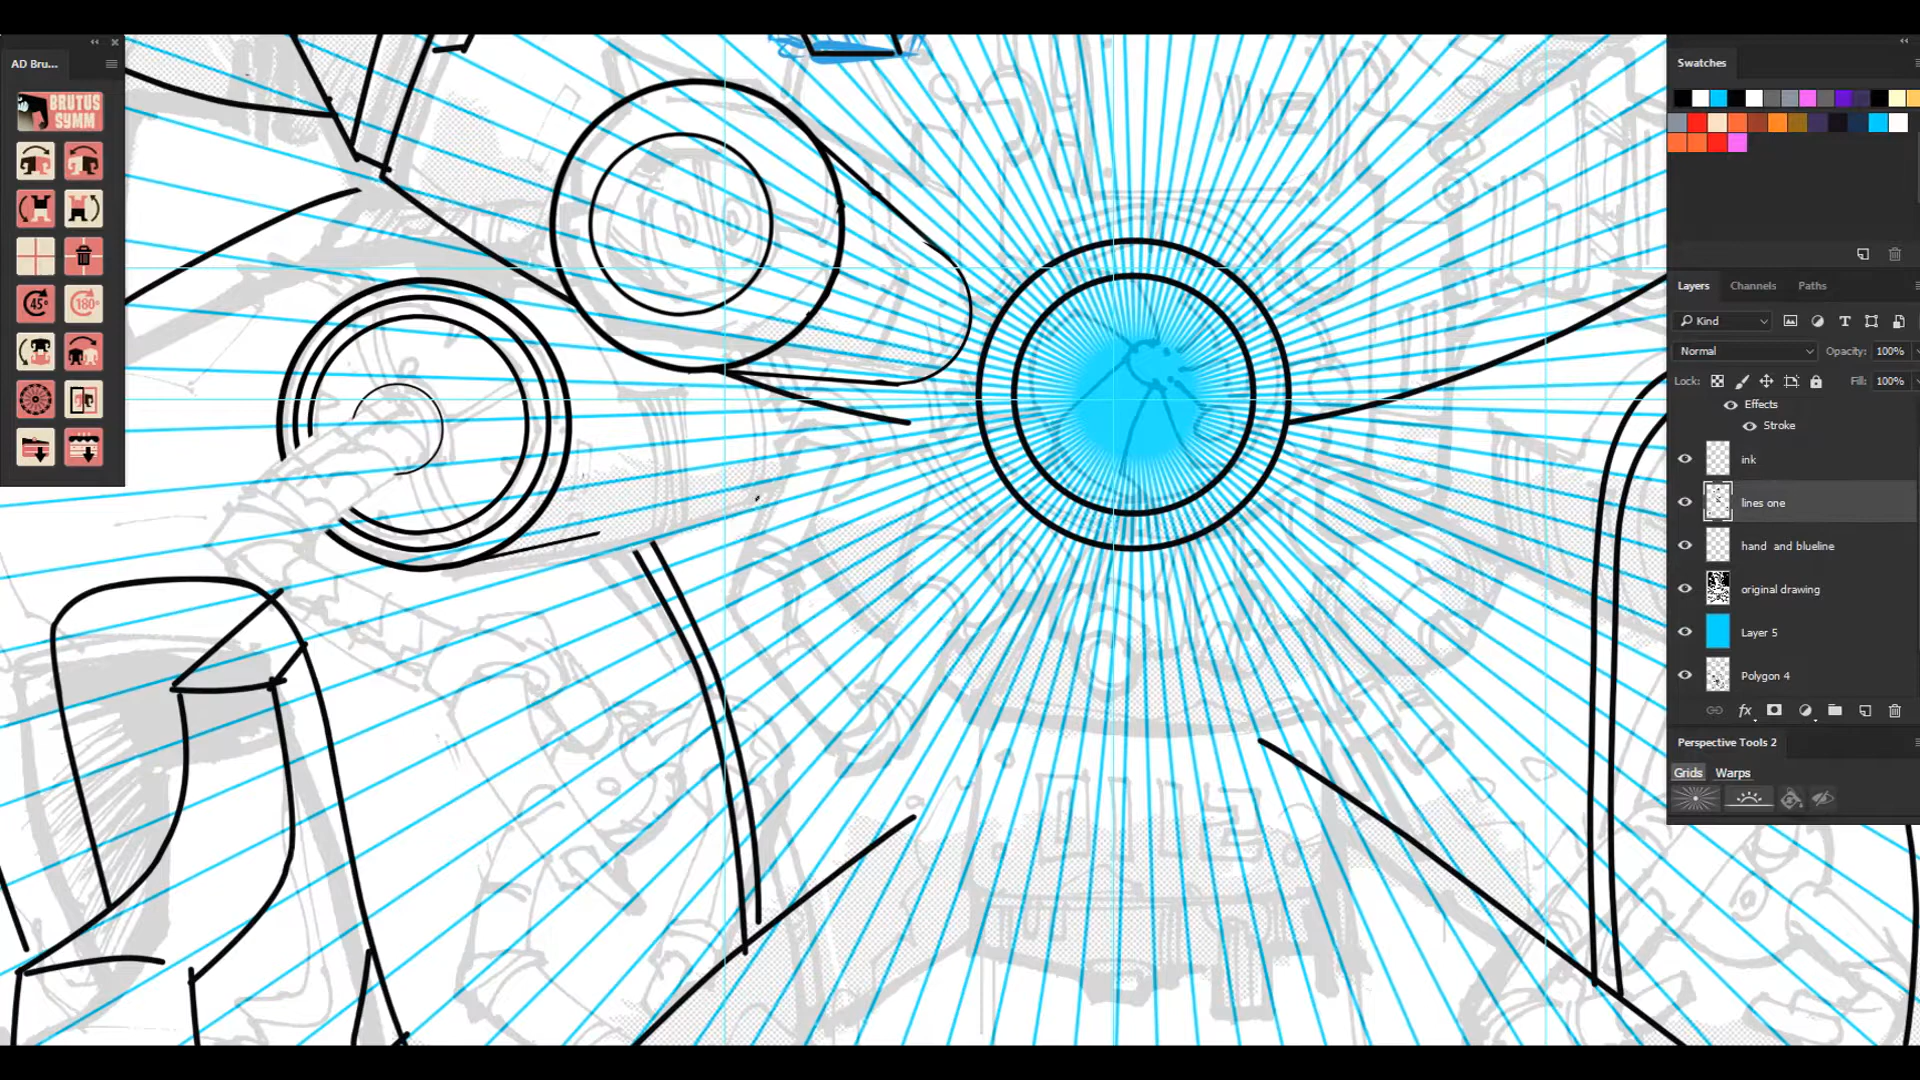 AD Bru...
BRUTUS
SYMM
45°
180°
Swatches
Layers Channels Paths
Kind
Normal Opacity: 100%
Lock: Fill: 100%
Effects
Stroke
ink
lines one
hand and blueline
original drawing
Layer 5
Polygon 4
fx
Perspective Tools 2
Grids Warps